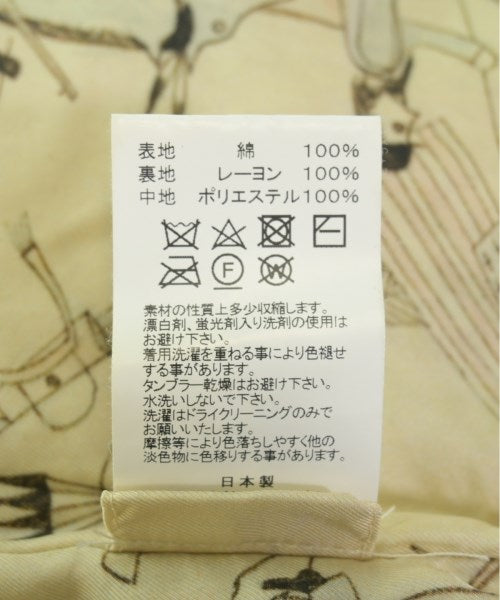 表地 綿 100%
裏地 レーヨン 100%
中地 ポリエステル 100%
F W
素材の性質上多少収縮します。
漂白剤、蛍光剤入り洗剤の使用は
お避け下さい。
着用洗濯を重ねる事により色褪せ
する事があります。
タンブラー乾燥はお避け下さい。
水洗いしないで下さい。
洗濯はドライクリーニングのみで
お願いいたします。
摩擦等により色落ちしやすく他の
淡色物に色移りする事があります。
日本製